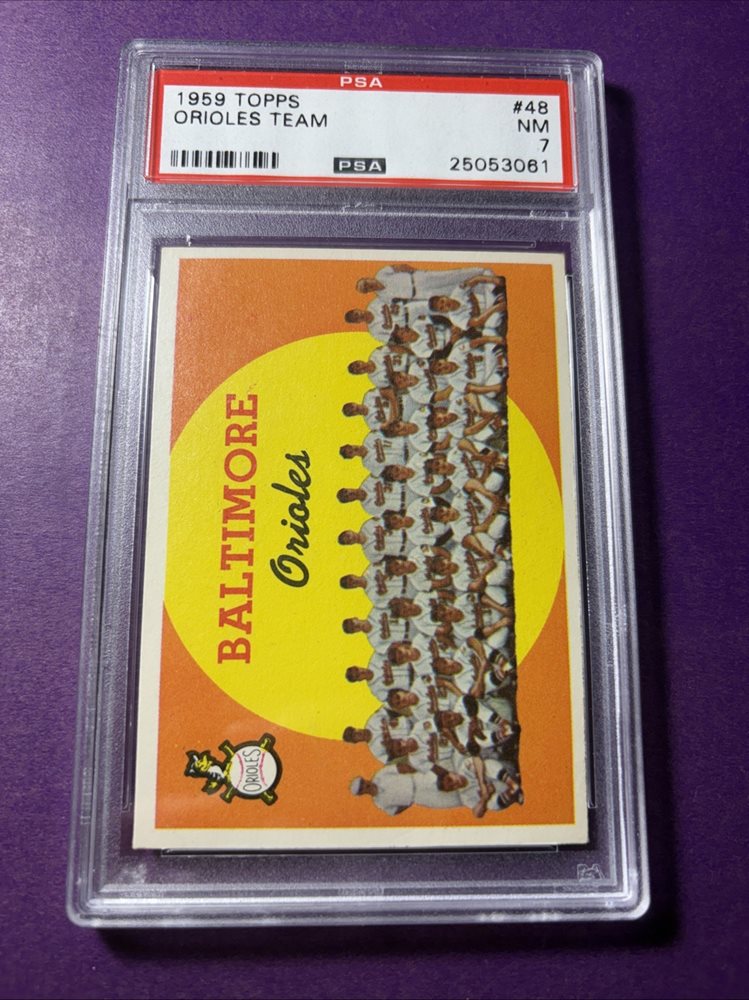 PSA
1959 TOPPS
ORIOLES TEAM
#48
NM
7
PSA
25053061
BALTIMORE
Orioles
ORIOLES